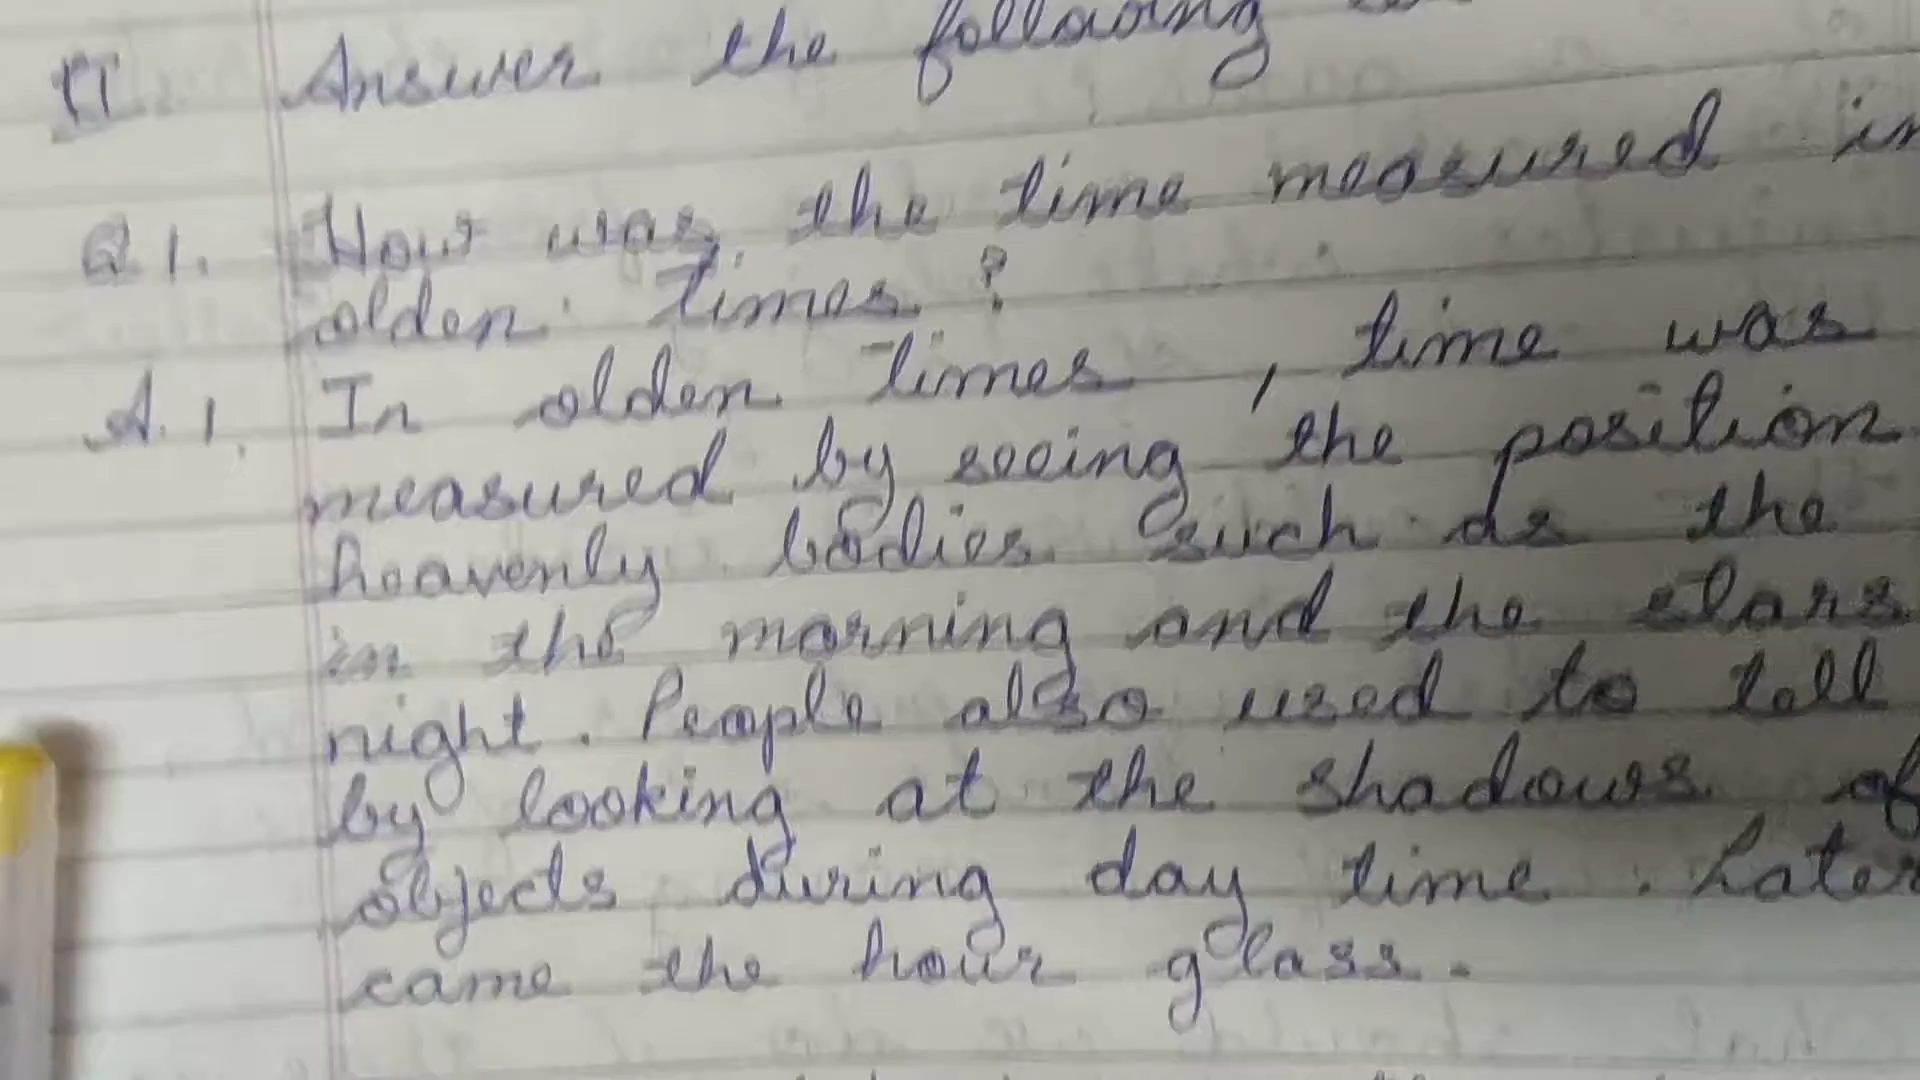 II Answer the following
Q1. How was the time measured in
olden times?
A.1. In olden times, time was
measured by seeing the position
heavenly bodies such as the
in the morning and the stars
night. People also used to tell
by looking at the shadows of
objects during day time. Later
came the hour glass.